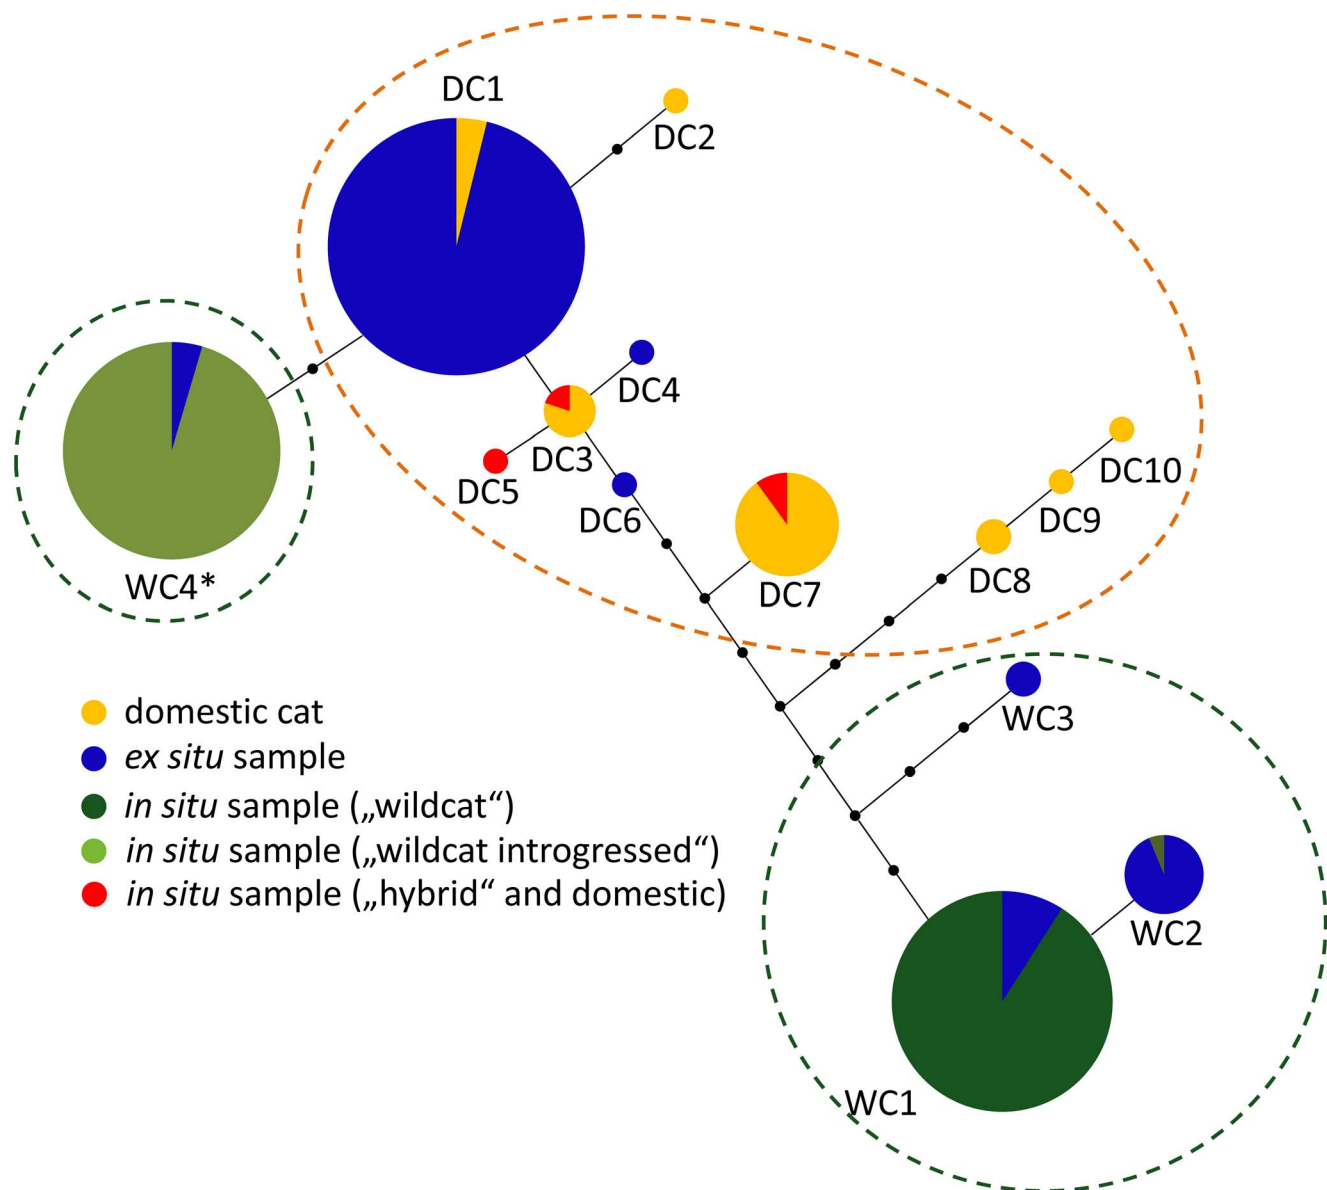 DC1
DC2
DC4
DC3
DC5
DC6
DC10
DC9
DC8
DC7
WC4*
WC3
WC2
WC1
domestic cat
ex situ sample
in situ sample („wildcat“)
in situ sample („wildcat introgressed“)
in situ sample („hybrid“ and domestic)